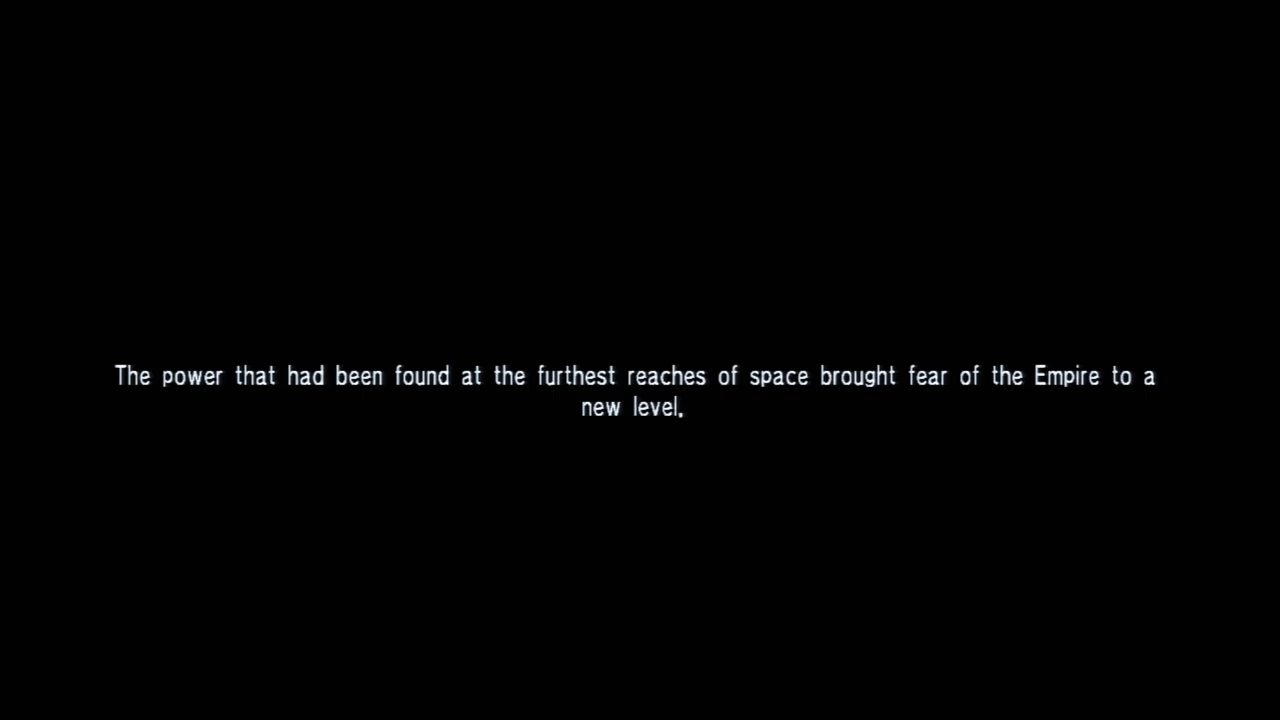 The power that had been found at the furthest reaches of space brought fear of the Empire to a
new level.